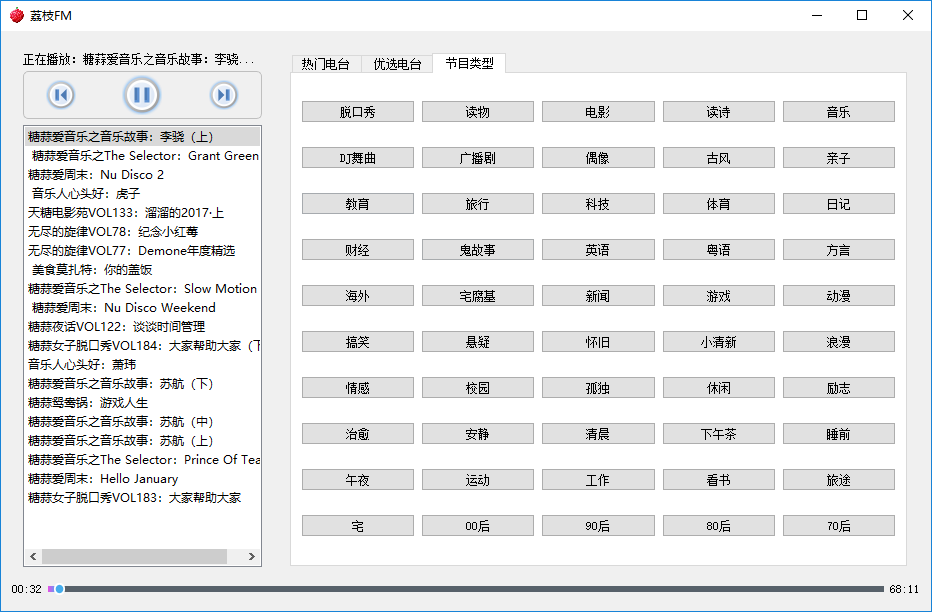 荔枝FM
正在播放：糖蒜爱音乐之音乐故事：李骁...
糖蒜爱音乐之音乐故事：李骁（上）
糖蒜爱音乐之The Selector：Grant Green
糖蒜爱周末：Nu Disco 2
音乐人心头好：虎子
天糖电影苑VOL133：溜溜的2017·上
无尽的旋律VOL78：纪念小红莓
无尽的旋律VOL77：Demone年度精选
美食莫扎特：你的盖饭
糖蒜爱音乐之The Selector：Slow Motion
糖蒜爱周末：Nu Disco Weekend
糖蒜夜话VOL122：谈谈时间管理
糖蒜女子脱口秀VOL184：大家帮助大家（下
音乐人心头好：萧玮
糖蒜爱音乐之音乐故事：苏航（下）
糖蒜鸳鸯锅：游戏人生
糖蒜爱音乐之音乐故事：苏航（中）
糖蒜爱音乐之音乐故事：苏航（上）
糖蒜爱音乐之The Selector：Prince Of Tea
糖蒜爱周末：Hello January
糖蒜女子脱口秀VOL183：大家帮助大家
热门电台 优选电台 节目类型
脱口秀 读物 电影 读诗 音乐
DJ舞曲 广播剧 偶像 古风 亲子
教育 旅行 科技 体育 日记
财经 鬼故事 英语 粤语 方言
海外 宅腐基 新闻 游戏 动漫
搞笑 悬疑 怀旧 小清新 浪漫
情感 校园 孤独 休闲 励志
治愈 安静 清晨 下午茶 睡前
午夜 运动 工作 看书 旅途
宅 00后 90后 80后 70后
00:32 68:11